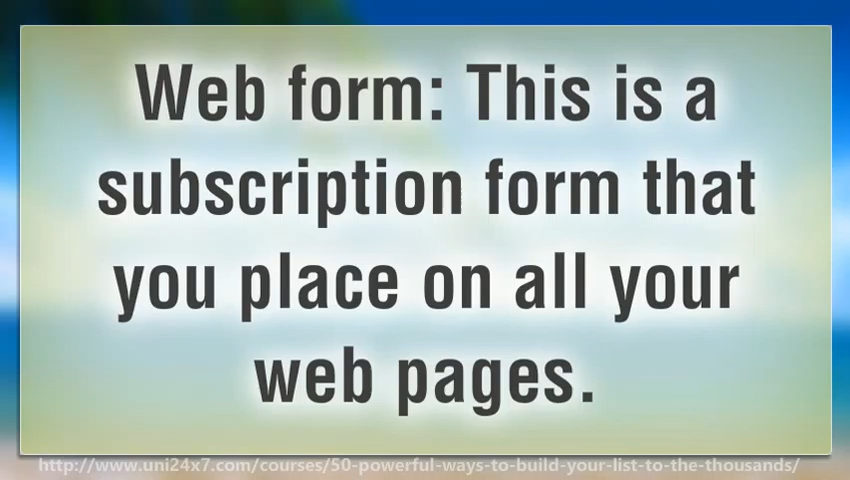 Web form: This is a
subscription form that
you place on all your
web pages.
http://www.uni24x7.com/courses/50-powerful-ways-to-build-your-list-to-the-thousands/